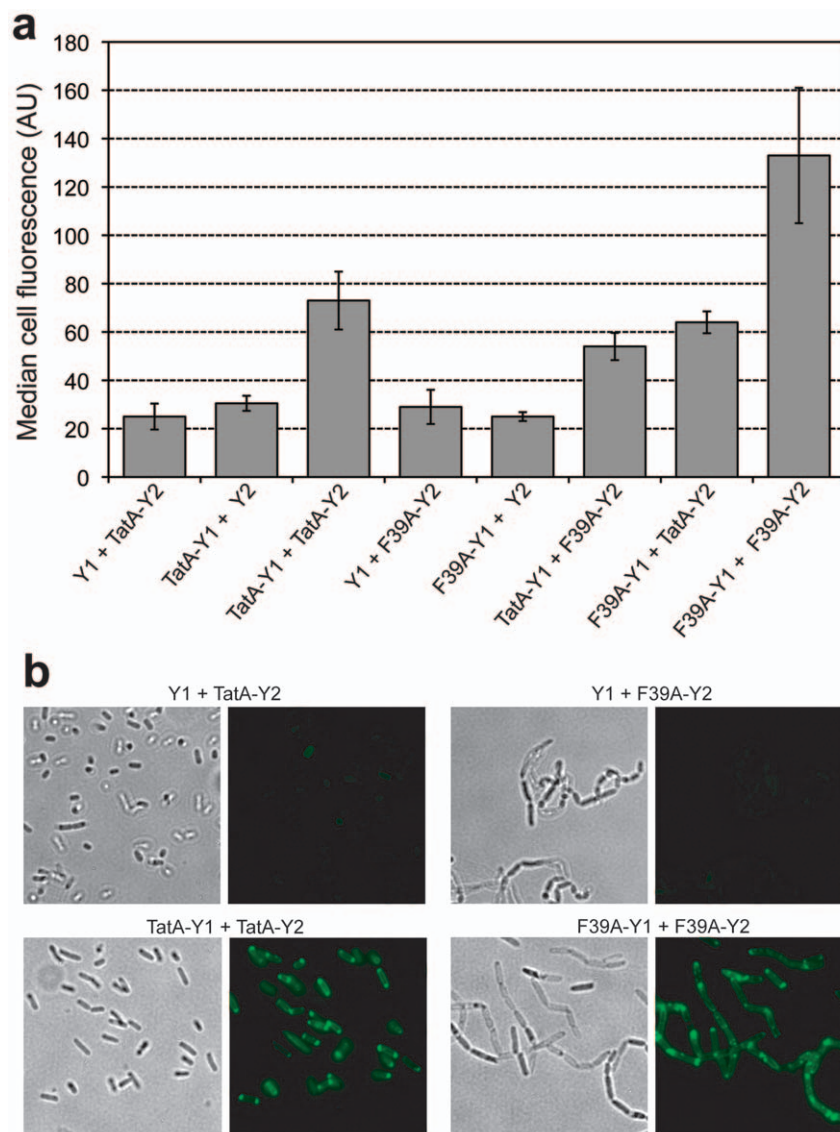 a
Median cell fluorescence (AU)
180
160
140
120
100
80
60
40
20
0
Y1 + TatA-Y2
TatA-Y1 + Y2
TatA-Y1 + TatA-Y2
Y1 + F39A-Y2
F39A-Y1 + Y2
TatA-Y1 + F39A-Y2
F39A-Y1 + TatA-Y2
F39A-Y1 + F39A-Y2
b
Y1 + TatA-Y2
Y1 + F39A-Y2
TatA-Y1 + TatA-Y2
F39A-Y1 + F39A-Y2